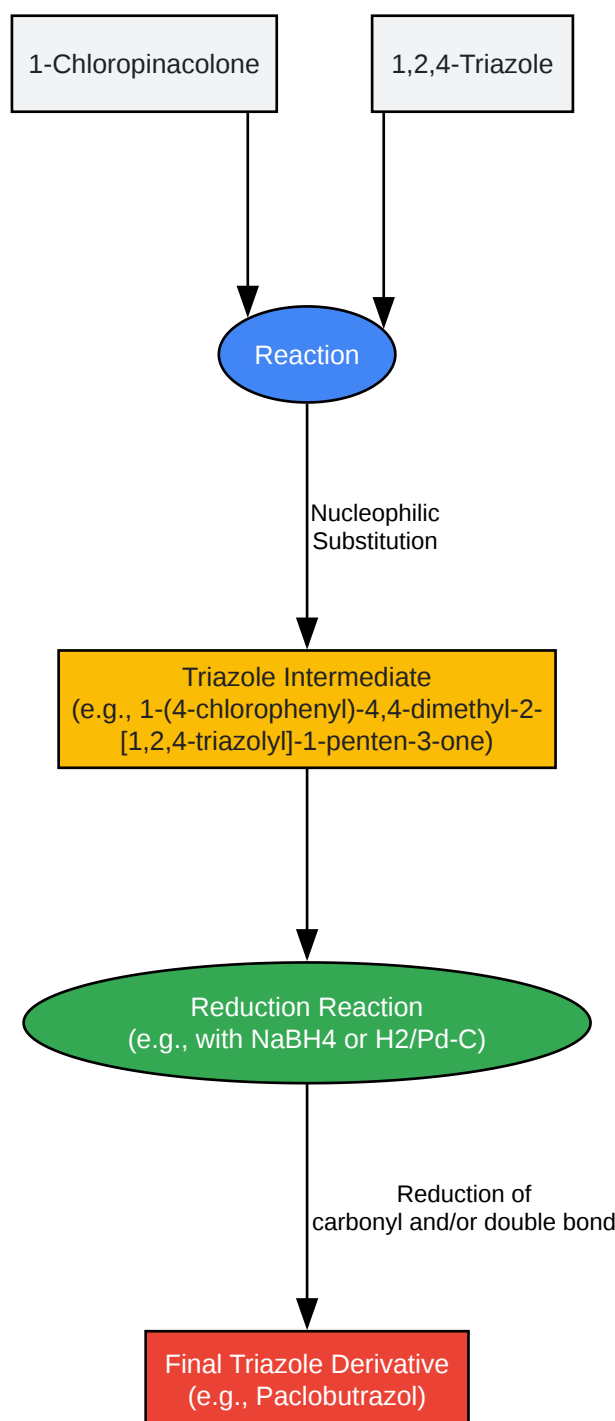 1-Chloropinacolone
1,2,4-Triazole
Reaction
Nucleophilic
Substitution
Triazole Intermediate
(e.g., 1-(4-chlorophenyl)-4,4-dimethyl-2-
[1,2,4-triazolyl]-1-penten-3-one)
Reduction Reaction
(e.g., with NaBH4 or H2/Pd-C)
Reduction of
carbonyl and/or double bond
Final Triazole Derivative
(e.g., Paclobutrazol)